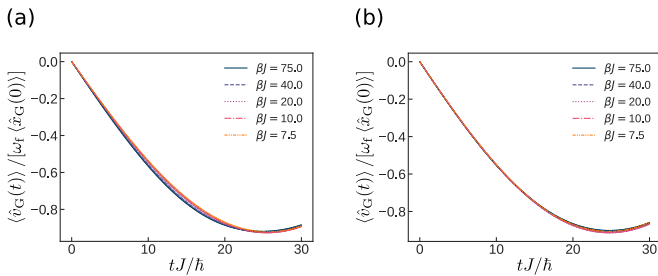 (a)
⟨v̂_G(t)⟩ / [ω_f ⟨x̂_G(0)⟩]
0.0
−0.2
−0.4
−0.6
−0.8
0
10
20
30
tJ/ħ
βJ = 75.0
βJ = 40.0
βJ = 20.0
βJ = 10.0
βJ = 7.5
(b)
⟨v̂_G(t)⟩ / [ω_f ⟨x̂_G(0)⟩]
0.0
−0.2
−0.4
−0.6
−0.8
0
10
20
30
tJ/ħ
βJ = 75.0
βJ = 40.0
βJ = 20.0
βJ = 10.0
βJ = 7.5